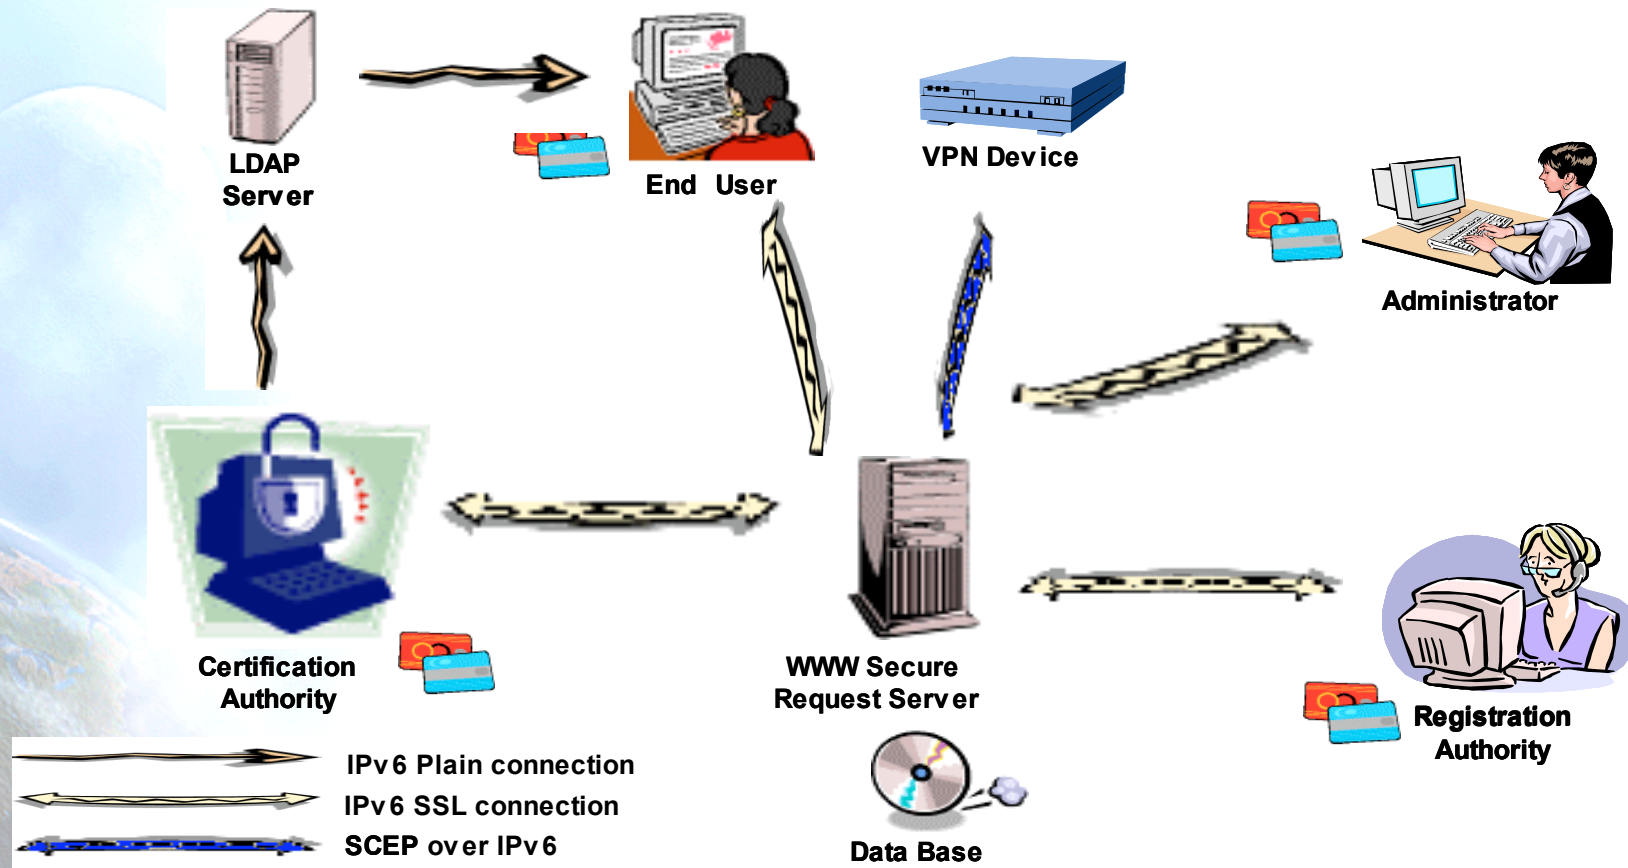 LDAP
Server
End User
VPN Device
Administrator
Certification
Authority
WWW Secure
Request Server
Registration
Authority
IPv6 Plain connection
IPv6 SSL connection
SCEP over IPv6
Data Base